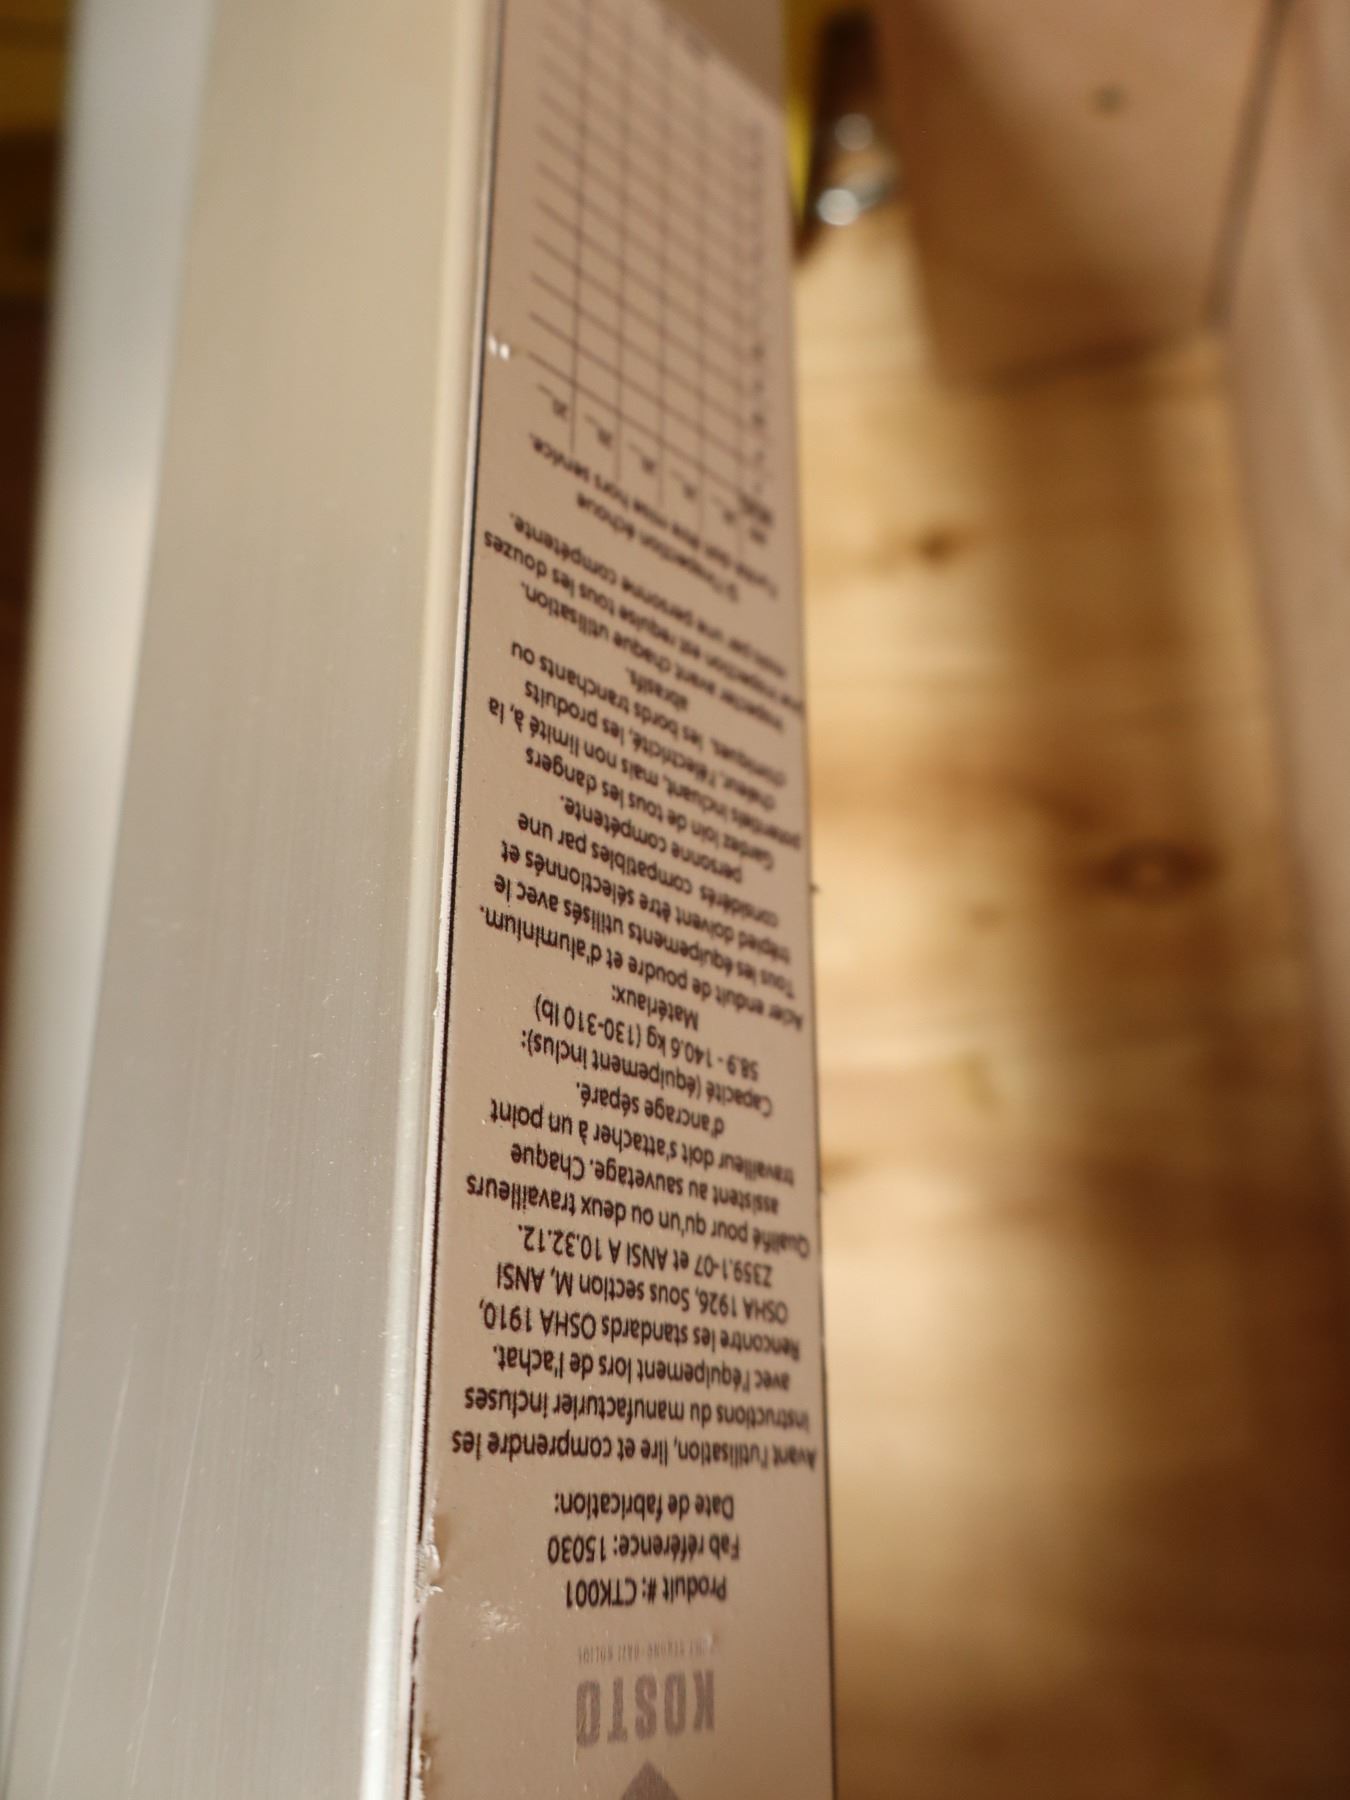 KOSTO
Produit #: CTK001
Fab référence: 15030
Date de fabrication:
Avant l'utilisation, lire et comprendre les
instructions du manufacturier incluses
avec l'équipement lors de l'achat.
Rencontre les standards OSHA 1910,
OSHA 1926, Sous section M, ANSI
Z359.1-07 et ANSI A 10.32.12.
Qualifié pour qu'un ou deux travailleurs
assistent au sauvetage. Chaque
travailleur doit s'attacher à un point
d'ancrage séparé.
Capacité (équipement inclus):
58.9 - 140.6 kg (130-310 lb)
Matériaux:
Acier enduit de poudre et d'aluminium.
Tous les équipements utilisés avec le
trépied doivent être sélectionnés et
considérés compatibles par une
personne compétente.
Gardez loin de tous les dangers
potentiels incluant, mais non limité à, la
chaleur, l'électricité, les produits
chimiques, les bords tranchants ou
abrasifs.
Inspecter avant chaque utilisation.
Une inspection est requise tous les douzes
mois par une personne compétente.
Si l'inspection échoue
l'unité doit être mise hors service.
20__ 20__ 20__ 20__ 20__